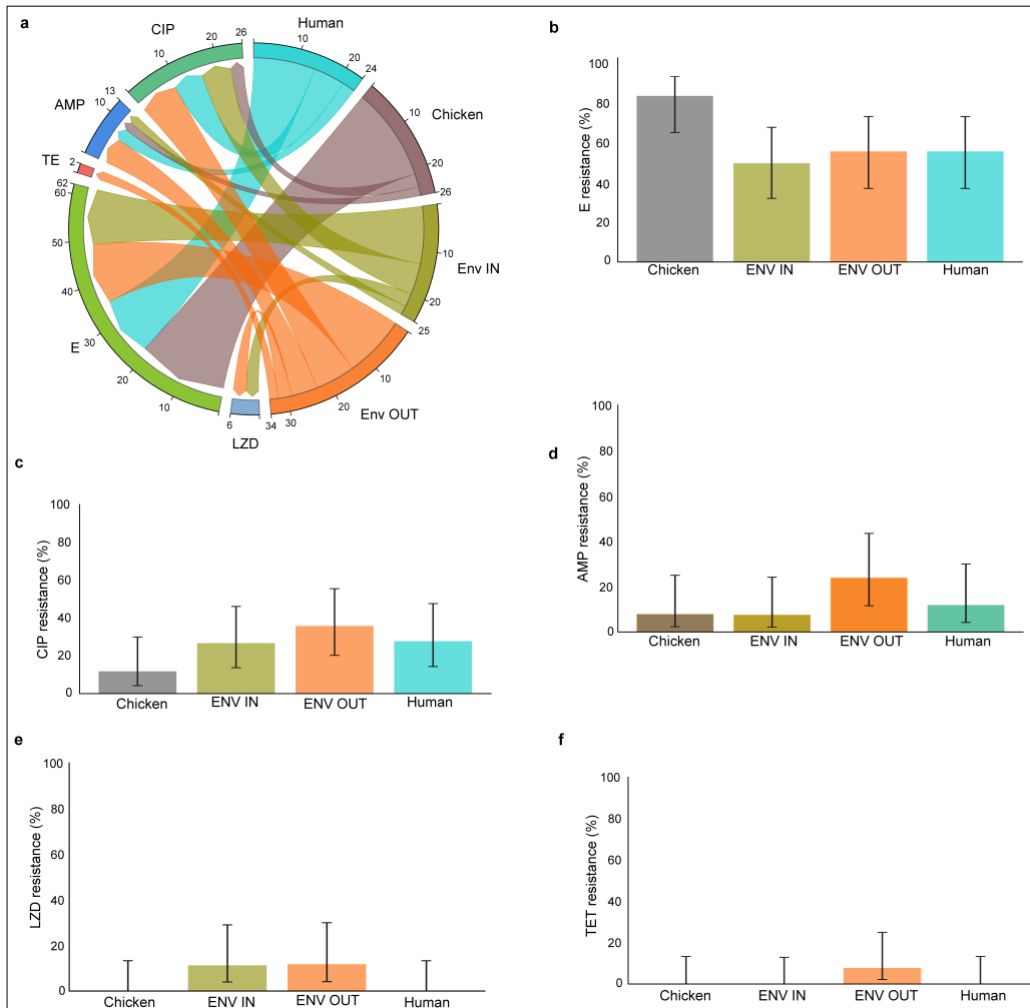 a
CIP
26
Human
20
10
10
20
13
24
AMP
10
10
Chicken
TE
2
20
62
60
26
50
10
Env IN
40
20
25
30
E
10
20
20
10
30
34
Env OUT
6
LZD
b
E resistance (%)
100
80
60
40
20
0
Chicken ENV IN ENV OUT Human
c
CIP resistance (%)
100
80
60
40
20
0
Chicken ENV IN ENV OUT Human
d
AMP resistance (%)
100
80
60
40
20
0
Chicken ENV IN ENV OUT Human
e
LZD resistance (%)
100
80
60
40
20
0
Chicken ENV IN ENV OUT Human
f
TET resistance (%)
100
80
60
40
20
0
Chicken ENV IN ENV OUT Human